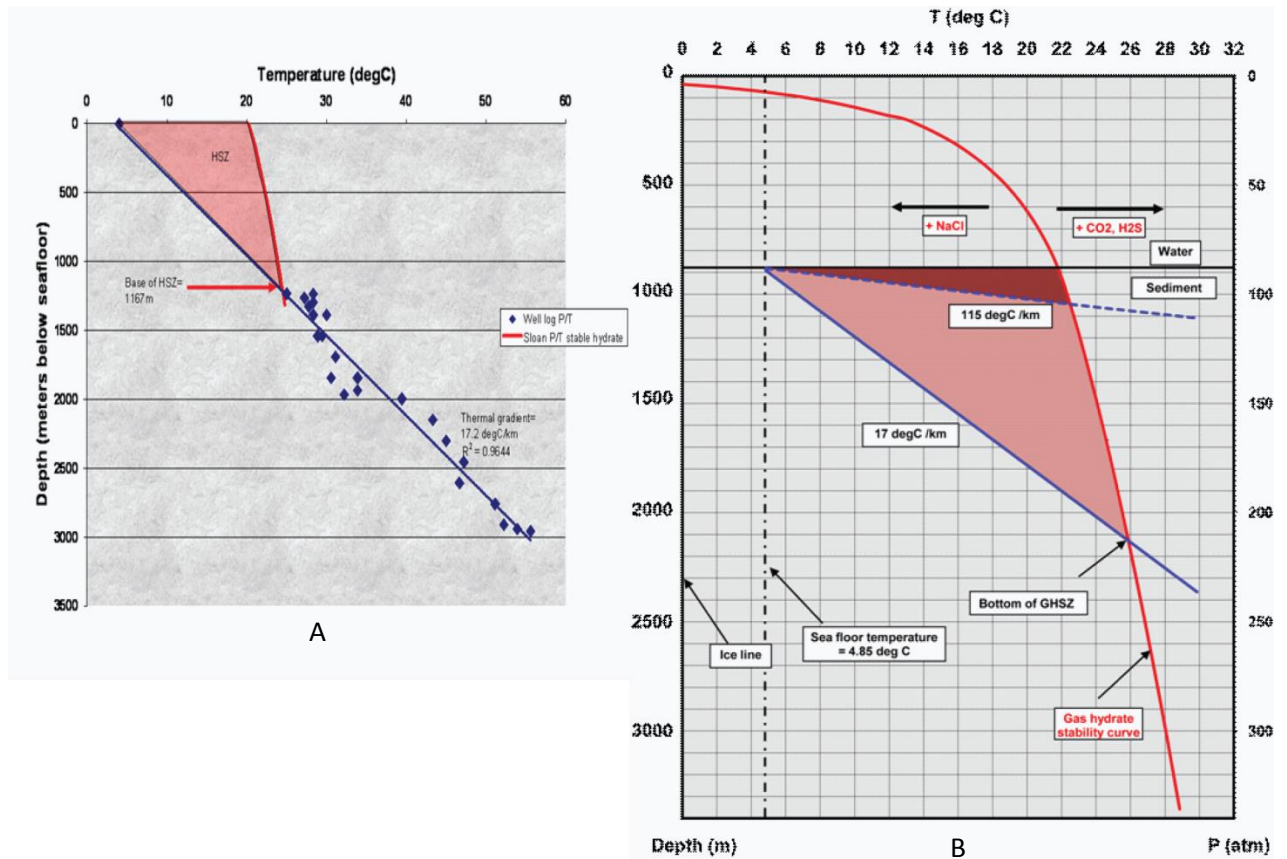 Temperature (degC)
0 10 20 30 40 50 60
0
500
1000
1500
2000
2500
3000
3500
Depth (meters below seafloor)
HSZ
Base of HSZ=
1167m
Well log P/T
Sloan P/T stable hydrate
Thermal gradient=
17.2 degC/km
R² = 0.9644
A
T (deg C)
0 2 4 6 8 10 12 14 16 18 20 22 24 26 28 30 32
0
500
1000
1500
2000
2500
3000
0
50
100
150
200
250
300
+ NaCl
+ CO2, H2S
Water
Sediment
115 degC /km
17 degC /km
Bottom of GHSZ
Sea floor temperature
= 4.85 deg C
Ice line
Gas hydrate
stability curve
Depth (m)
B
P (atm)